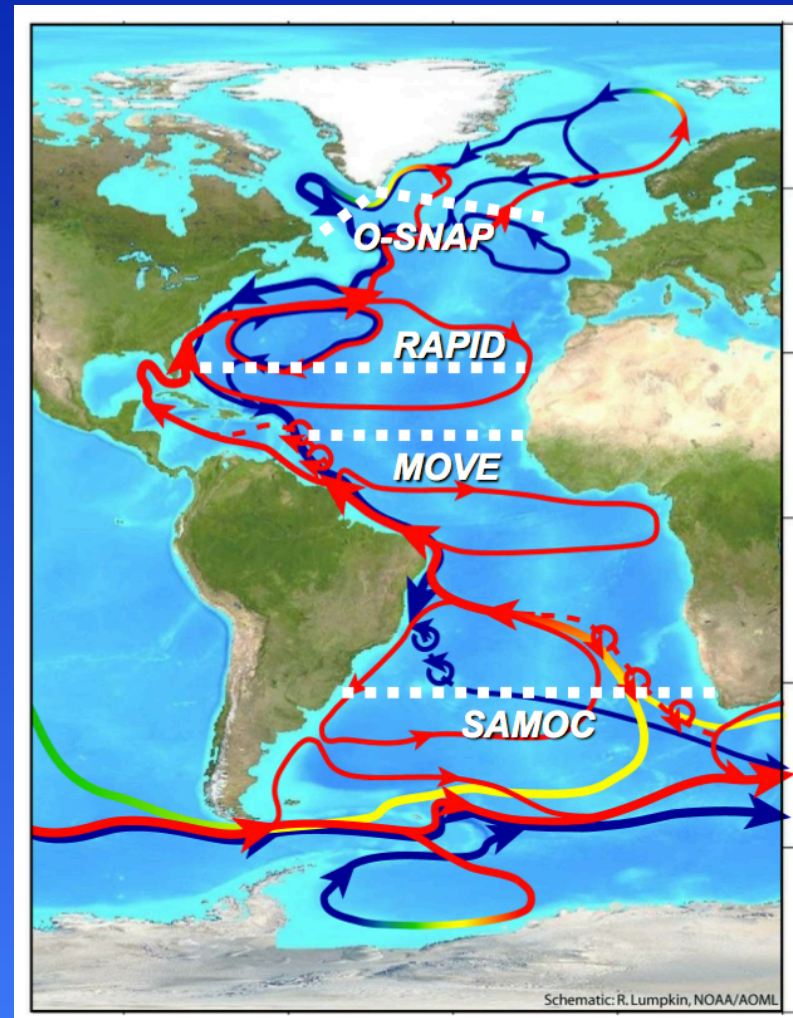 O-SNAP
RAPID
MOVE
SAMOC
Schematic: R. Lumpkin, NOAA/AOML